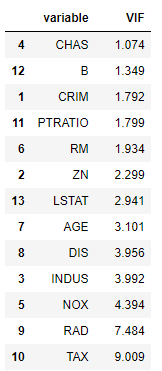 variable VIF
4 CHAS 1.074
12 B 1.349
1 CRIM 1.792
11 PTRATIO 1.799
6 RM 1.934
2 ZN 2.299
13 LSTAT 2.941
7 AGE 3.101
8 DIS 3.956
3 INDUS 3.992
5 NOX 4.394
9 RAD 7.484
10 TAX 9.009